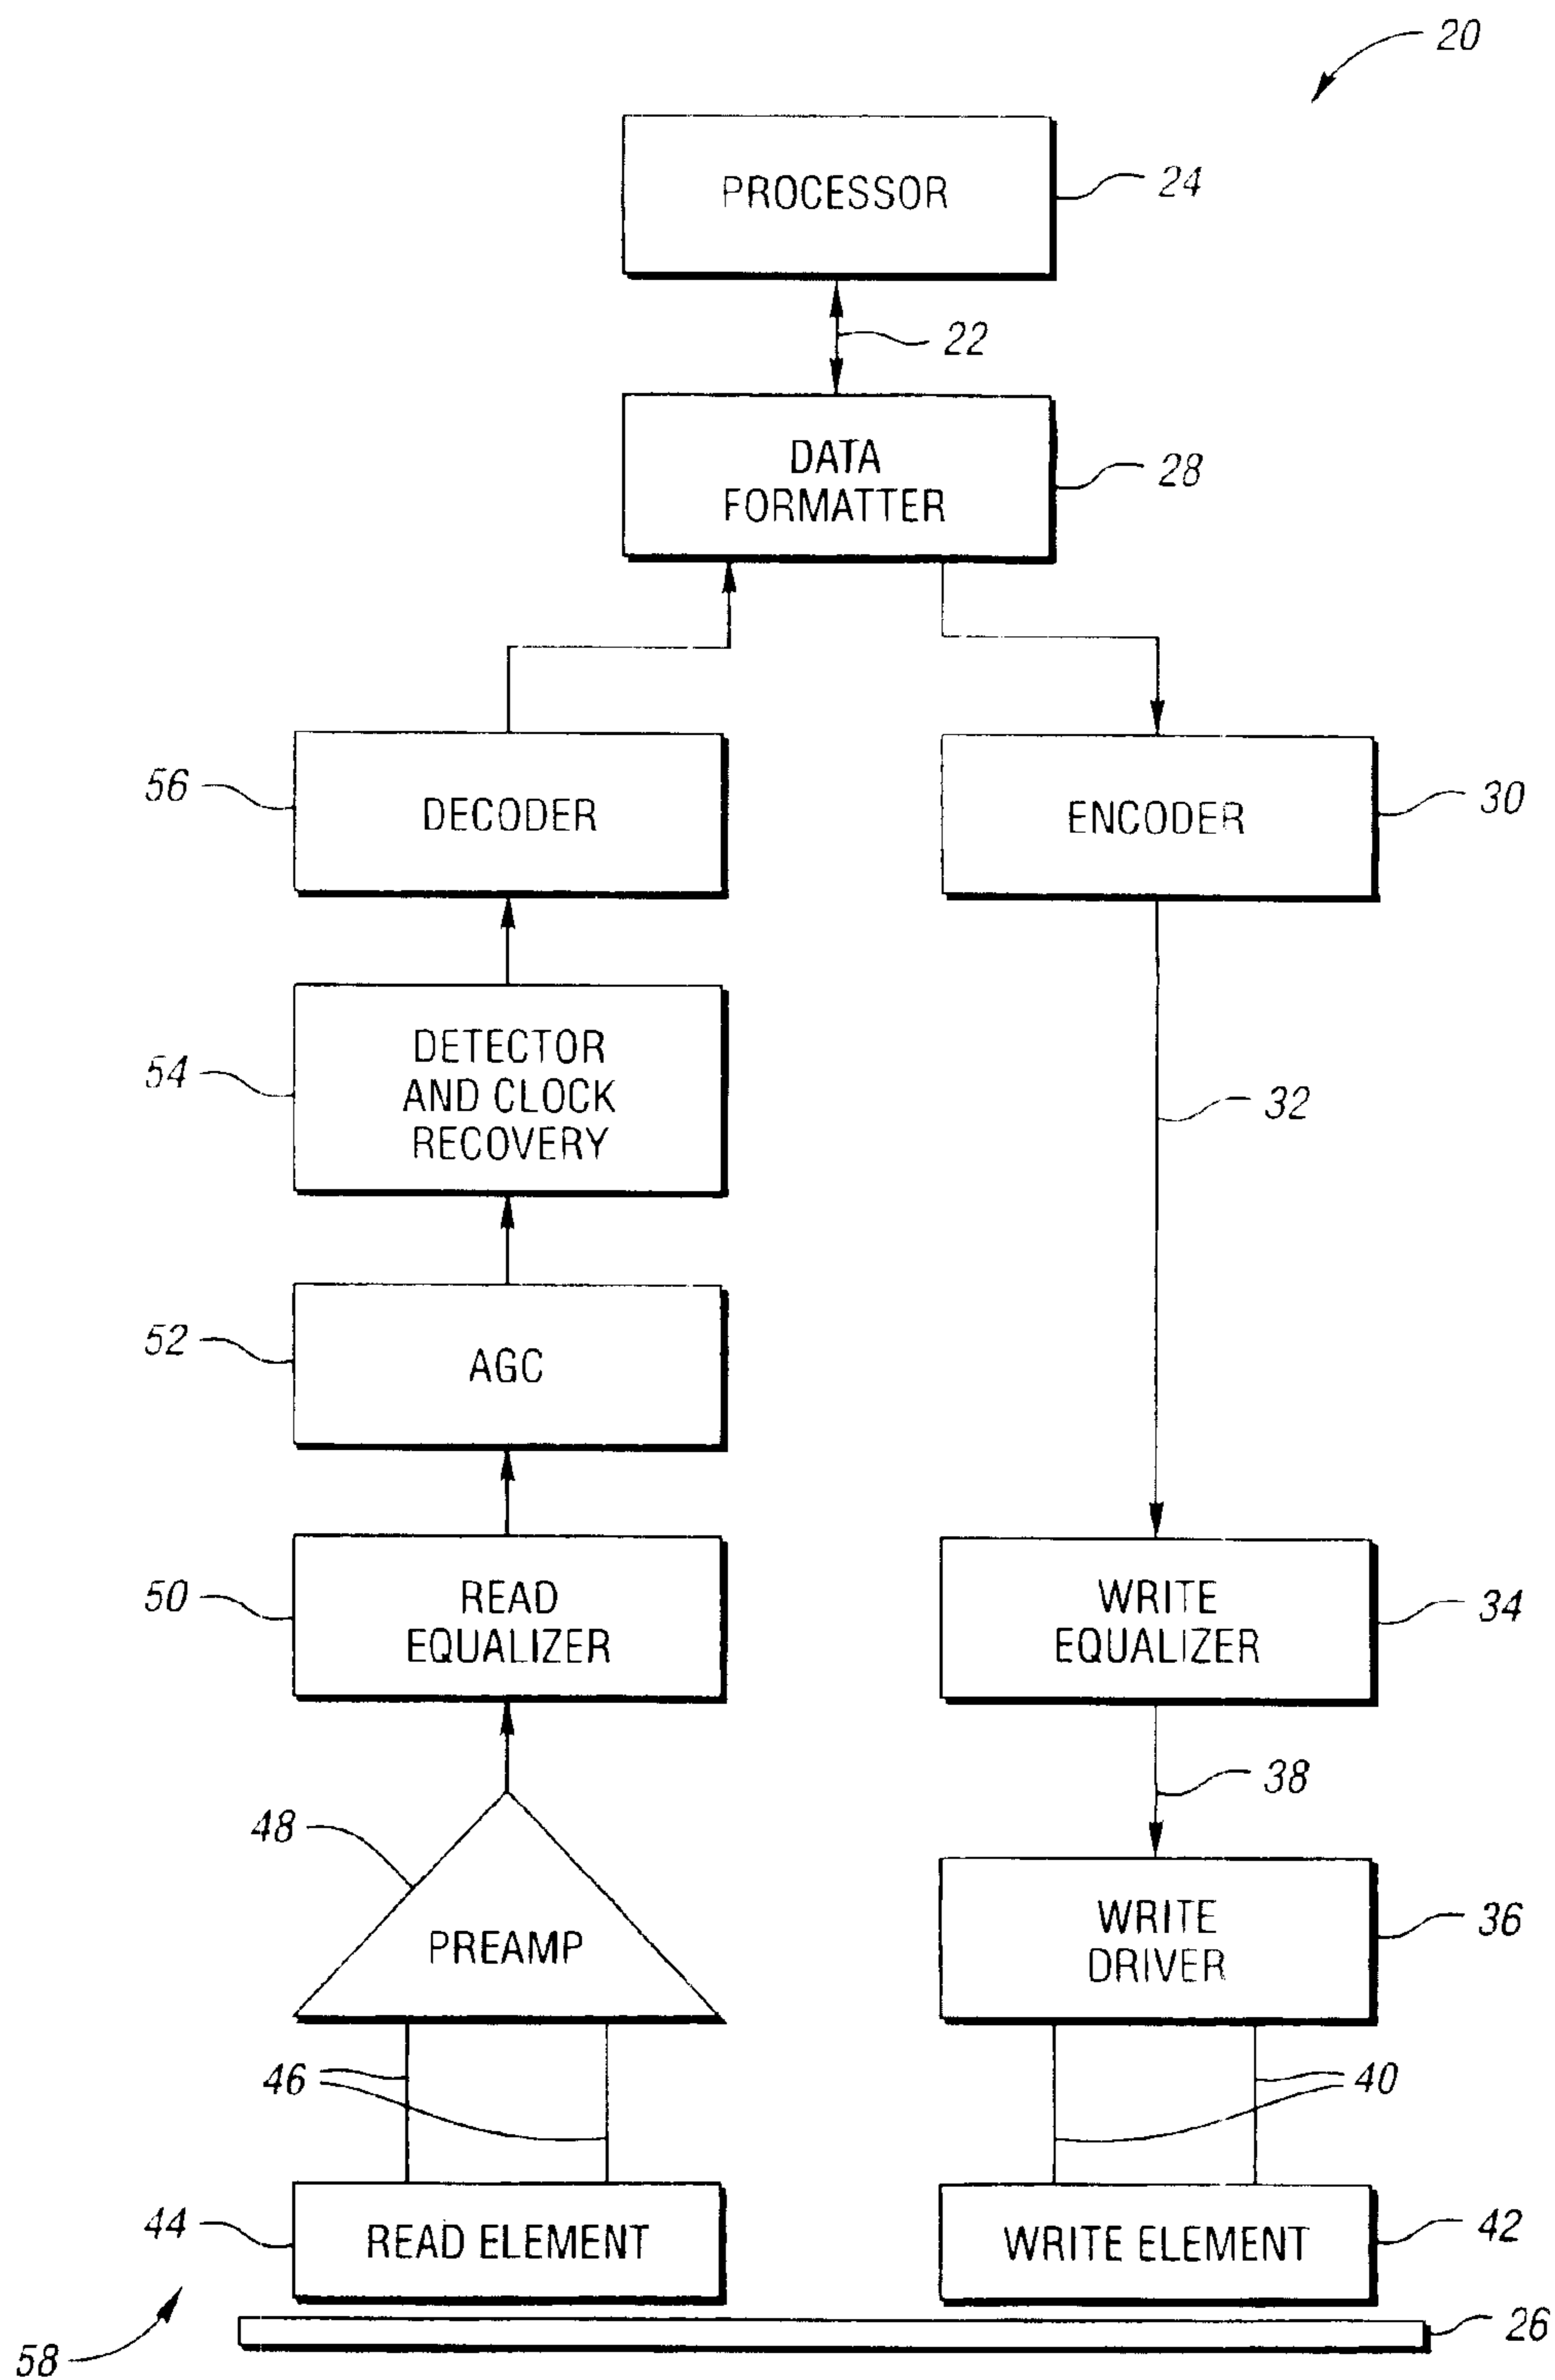 20
PROCESSOR
24
22
DATA
FORMATTER
28
56
DECODER
ENCODER
30
54
DETECTOR
AND CLOCK
RECOVERY
32
52
AGC
50
READ
EQUALIZER
WRITE
EQUALIZER
34
38
48
PREAMP
WRITE
DRIVER
36
46
40
44
READ ELEMENT
WRITE ELEMENT
42
58
26